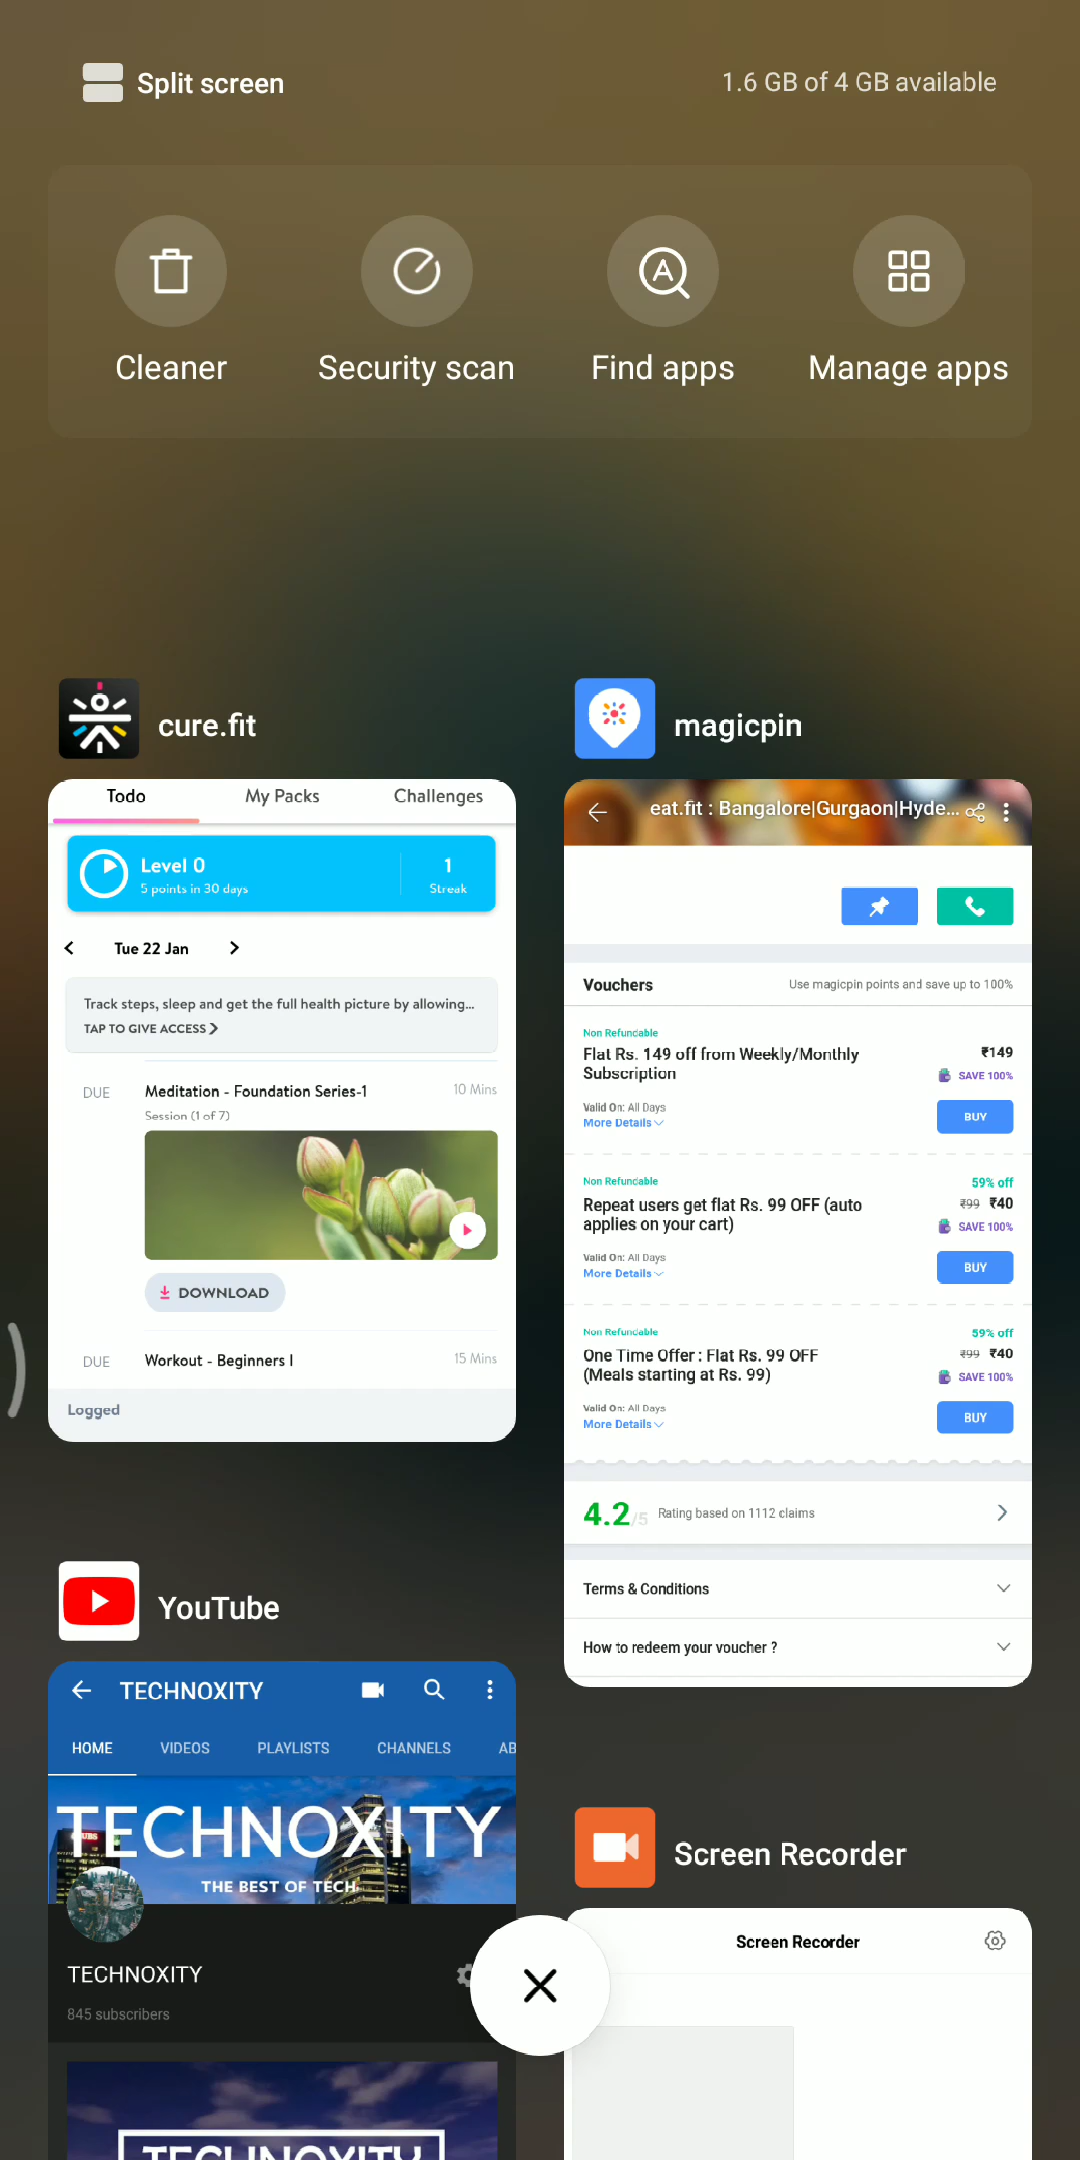 Split screen
1.6 GB of 4 GB available
Cleaner
Security scan
Find apps
Manage apps
cure.fit
Todo
My Packs
Challenges
Level 0
5 points in 30 days
1
Streak
Tue 22 Jan
Track steps, sleep and get the full health picture by allowing...
TAP TO GIVE ACCESS
DUE
Meditation - Foundation Series-1
10 Mins
Session (1 of 7)
DOWNLOAD
DUE
Workout - Beginners I
15 Mins
Logged
magicpin
eat.fit : Bangalore|Gurgaon|Hyde...
Vouchers
Use magicpin points and save up to 100%
Non Refundable
Flat Rs. 149 off from Weekly/Monthly
Subscription
₹149
SAVE 100%
Valid On: All Days
More Details
BUY
Non Refundable
59% off
Repeat users get flat Rs. 99 OFF (auto
applies on your cart)
₹99 ₹40
SAVE 100%
Valid On: All Days
More Details
BUY
Non Refundable
59% off
One Time Offer : Flat Rs. 99 OFF
(Meals starting at Rs. 99)
₹99 ₹40
SAVE 100%
Valid On: All Days
More Details
BUY
4.2/5
Rating based on 1112 claims
Terms & Conditions
How to redeem your voucher ?
YouTube
TECHNOXITY
HOME
VIDEOS
PLAYLISTS
CHANNELS
AB
TECHNOXITY
UBS
THE BEST OF TECH
TECHNOXITY
845 subscribers
TECHNOXITY
Screen Recorder
Screen Recorder